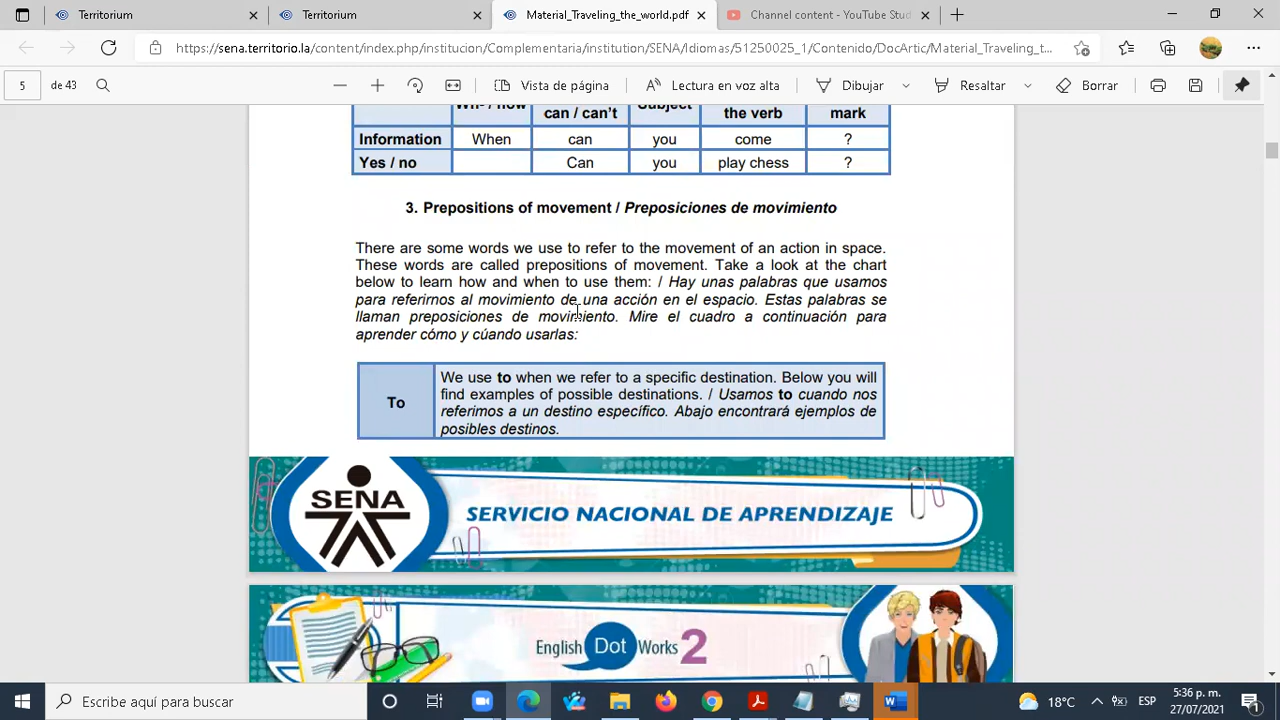 Territorium
Territorium
Material_Traveling_the_world.pdf
Channel content - YouTube Stud
https://sena.territorio.la/content/index.php/institucion/Complementaria/institution/SENA/Idiomas/51250025_1/Contenido/DocArtic/Material_Traveling_t...
5 de 43
Vista de página
Lectura en voz alta
Dibujar
Resaltar
Borrar
Wh- / how can / can't Subject the verb mark
Information When can you come ?
Yes / no Can you play chess ?
3. Prepositions of movement / Preposiciones de movimiento
There are some words we use to refer to the movement of an action in space.
These words are called prepositions of movement. Take a look at the chart
below to learn how and when to use them: / Hay unas palabras que usamos
para referirnos al movimiento de una acción en el espacio. Estas palabras se
llaman preposiciones de movimiento. Mire el cuadro a continuación para
aprender cómo y cúando usarlas:
To
We use to when we refer to a specific destination. Below you will
find examples of possible destinations. / Usamos to cuando nos
referimos a un destino específico. Abajo encontrará ejemplos de
posibles destinos.
SENA
SERVICIO NACIONAL DE APRENDIZAJE
English Dot Works 2
Escribe aquí para buscar
18°C
ESP
5:36 p. m.
27/07/2021